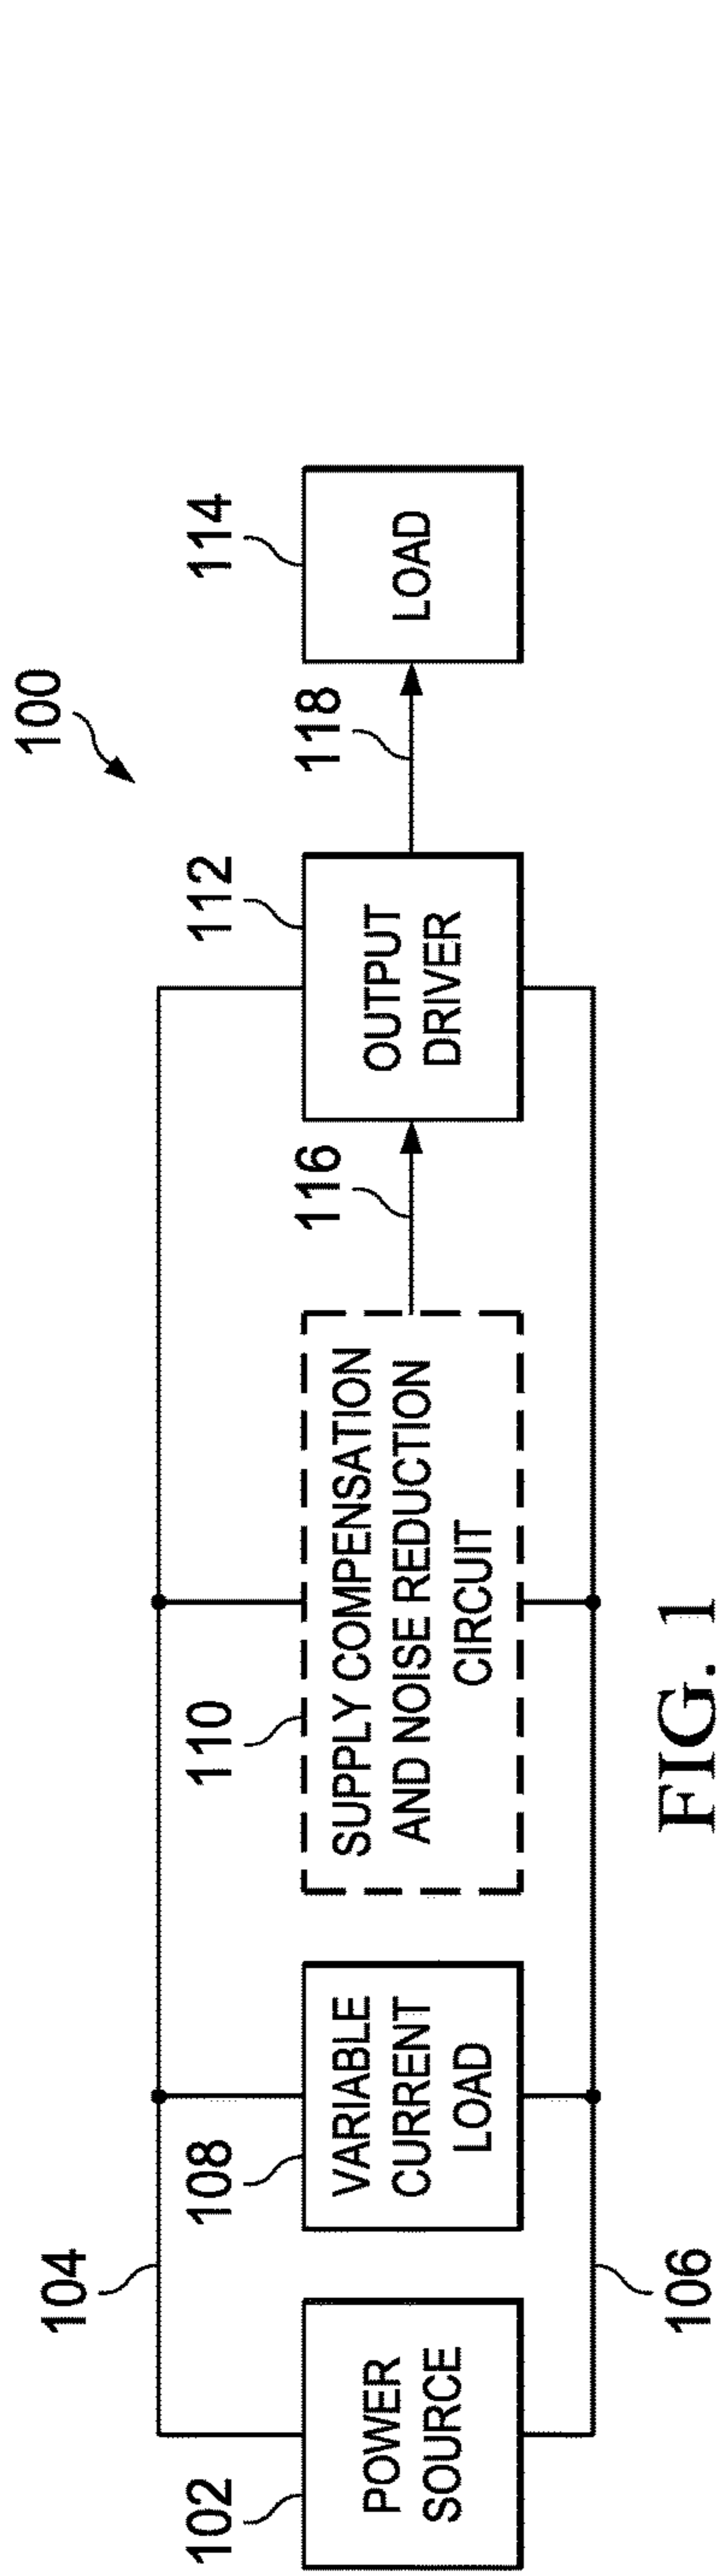 100
104
102
108
110
112
114
POWER
SOURCE
VARIABLE
CURRENT
LOAD
SUPPLY COMPENSATION
AND NOISE REDUCTION
CIRCUIT
116
OUTPUT
DRIVER
118
LOAD
106
FIG. 1